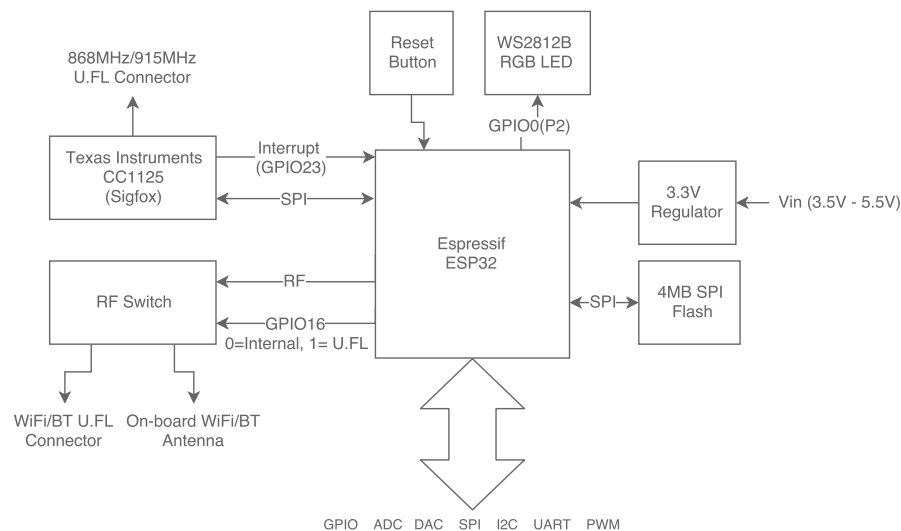 868MHz/915MHz
U.FL Connector
Reset
Button
WS2812B
RGB LED
GPIO0(P2)
Texas Instruments
CC1125
(Sigfox)
Interrupt
(GPIO23)
SPI
Espressif
ESP32
3.3V
Regulator
Vin (3.5V - 5.5V)
RF Switch
RF
GPIO16
0=Internal, 1= U.FL
SPI
4MB SPI
Flash
WiFi/BT U.FL
Connector
On-board WiFi/BT
Antenna
GPIO ADC DAC SPI I2C UART PWM